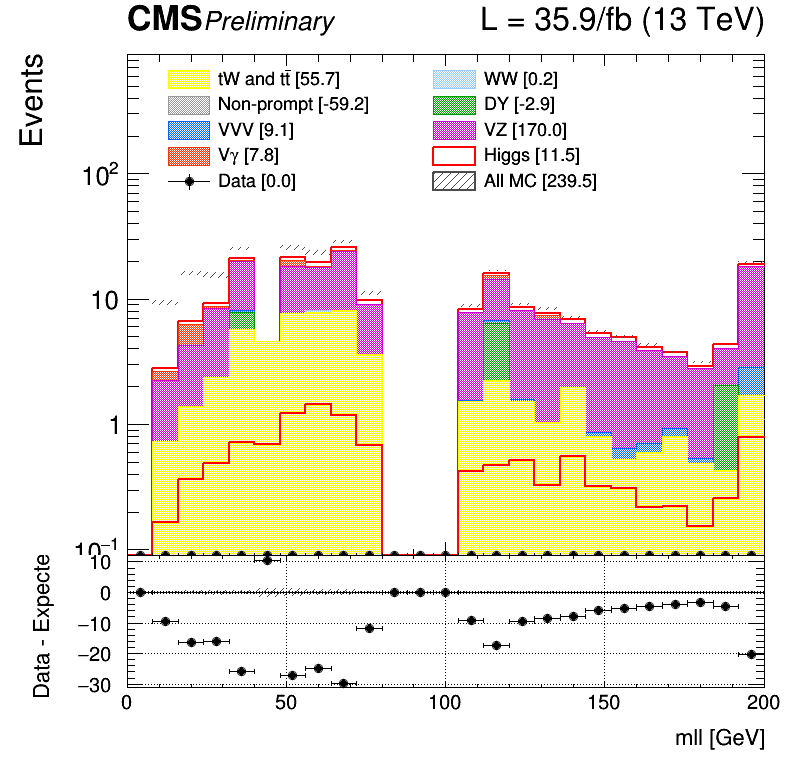 CMS Preliminary L = 35.9/fb (13 TeV)
Events
tW and tt̄ [55.7] WW [0.2]
Non-prompt [-59.2] DY [-2.9]
VVV [9.1] VZ [170.0]
Vγ [7.8] Higgs [11.5]
Data [0.0] All MC [239.5]
10²
10
1
10⁻¹
Data - Expecte
10
0
−10
−20
−30
0 50 100 150 200
mll [GeV]